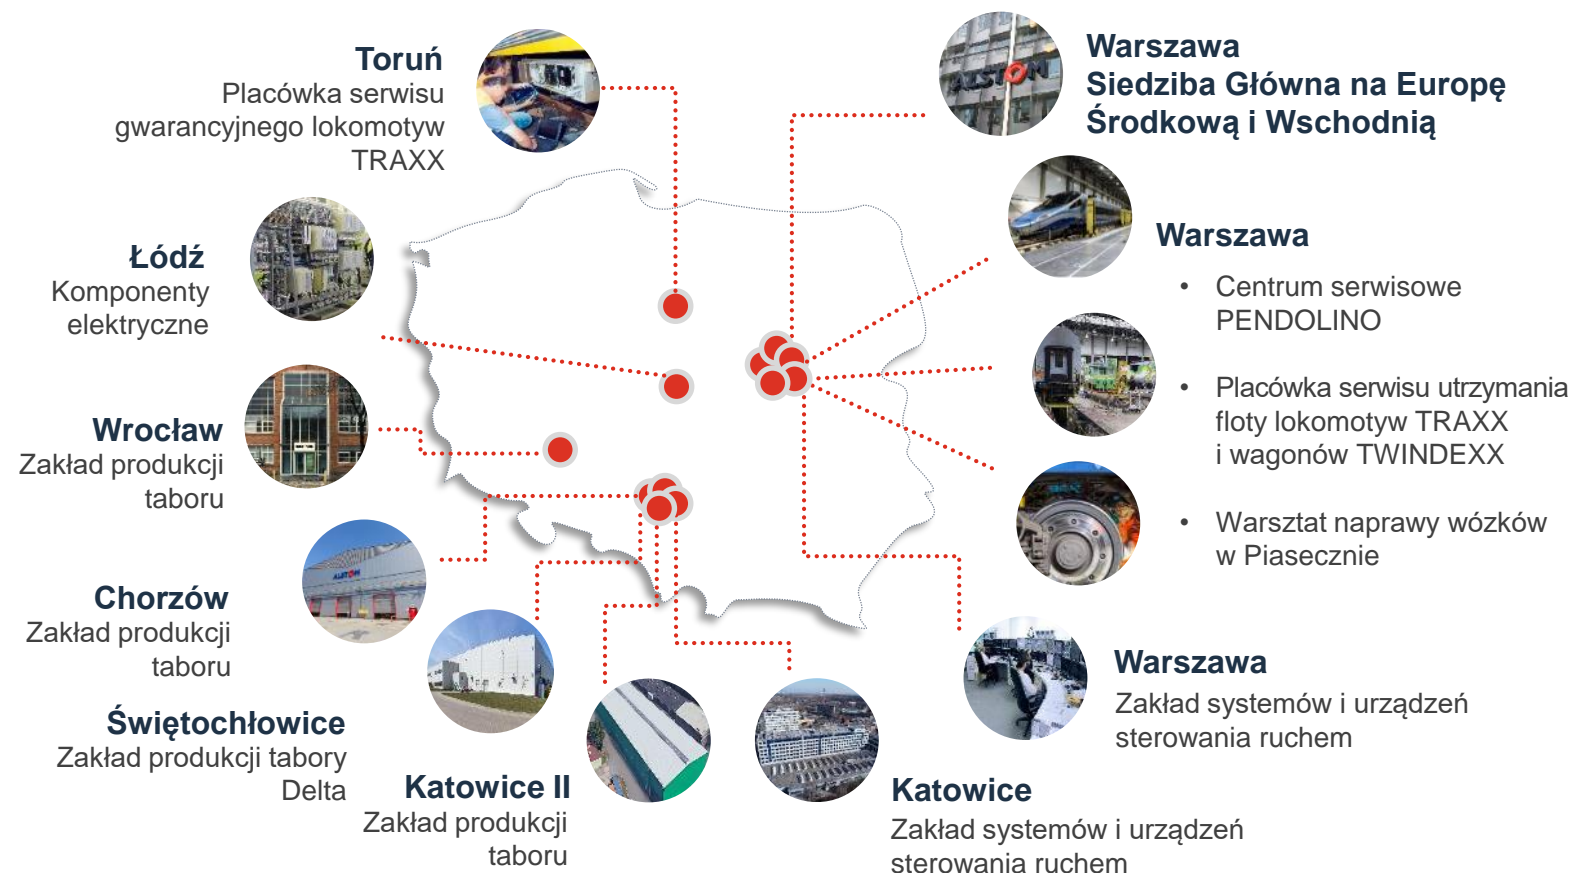 Toruń
Placówka serwisu
gwarancyjnego lokomotyw
TRAXX
Łódź
Komponenty
elektryczne
Wrocław
Zakład produkcji
taboru
Chorzów
Zakład produkcji
taboru
Świętochłowice
Zakład produkcji tabory
Delta
Katowice II
Zakład produkcji
taboru
Katowice
Zakład systemów i urządzeń
sterowania ruchem
Warszawa
Zakład systemów i urządzeń
sterowania ruchem
Warszawa
Siedziba Główna na Europę
Środkową i Wschodnią
Warszawa
• Centrum serwisowe
PENDOLINO
• Placówka serwisu utrzymania
floty lokomotyw TRAXX
i wagonów TWINDEXX
• Warsztat naprawy wózków
w Piasecznie
ALSTOM
ALSTOM